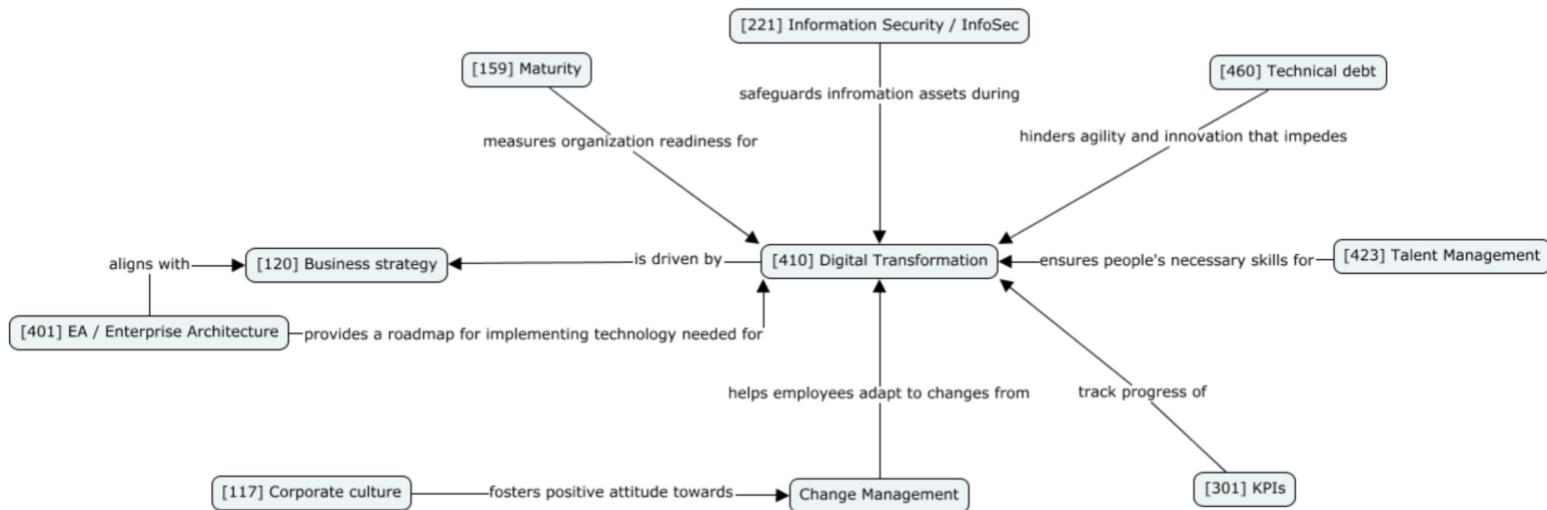 [221] Information Security / InfoSec
[159] Maturity
[460] Technical debt
safeguards infromation assets during
measures organization readiness for
hinders agility and innovation that impedes
aligns with
[120] Business strategy
is driven by
[410] Digital Transformation
ensures people's necessary skills for
[423] Talent Management
[401] EA / Enterprise Architecture
provides a roadmap for implementing technology needed for
helps employees adapt to changes from
track progress of
[117] Corporate culture
fosters positive attitude towards
Change Management
[301] KPIs